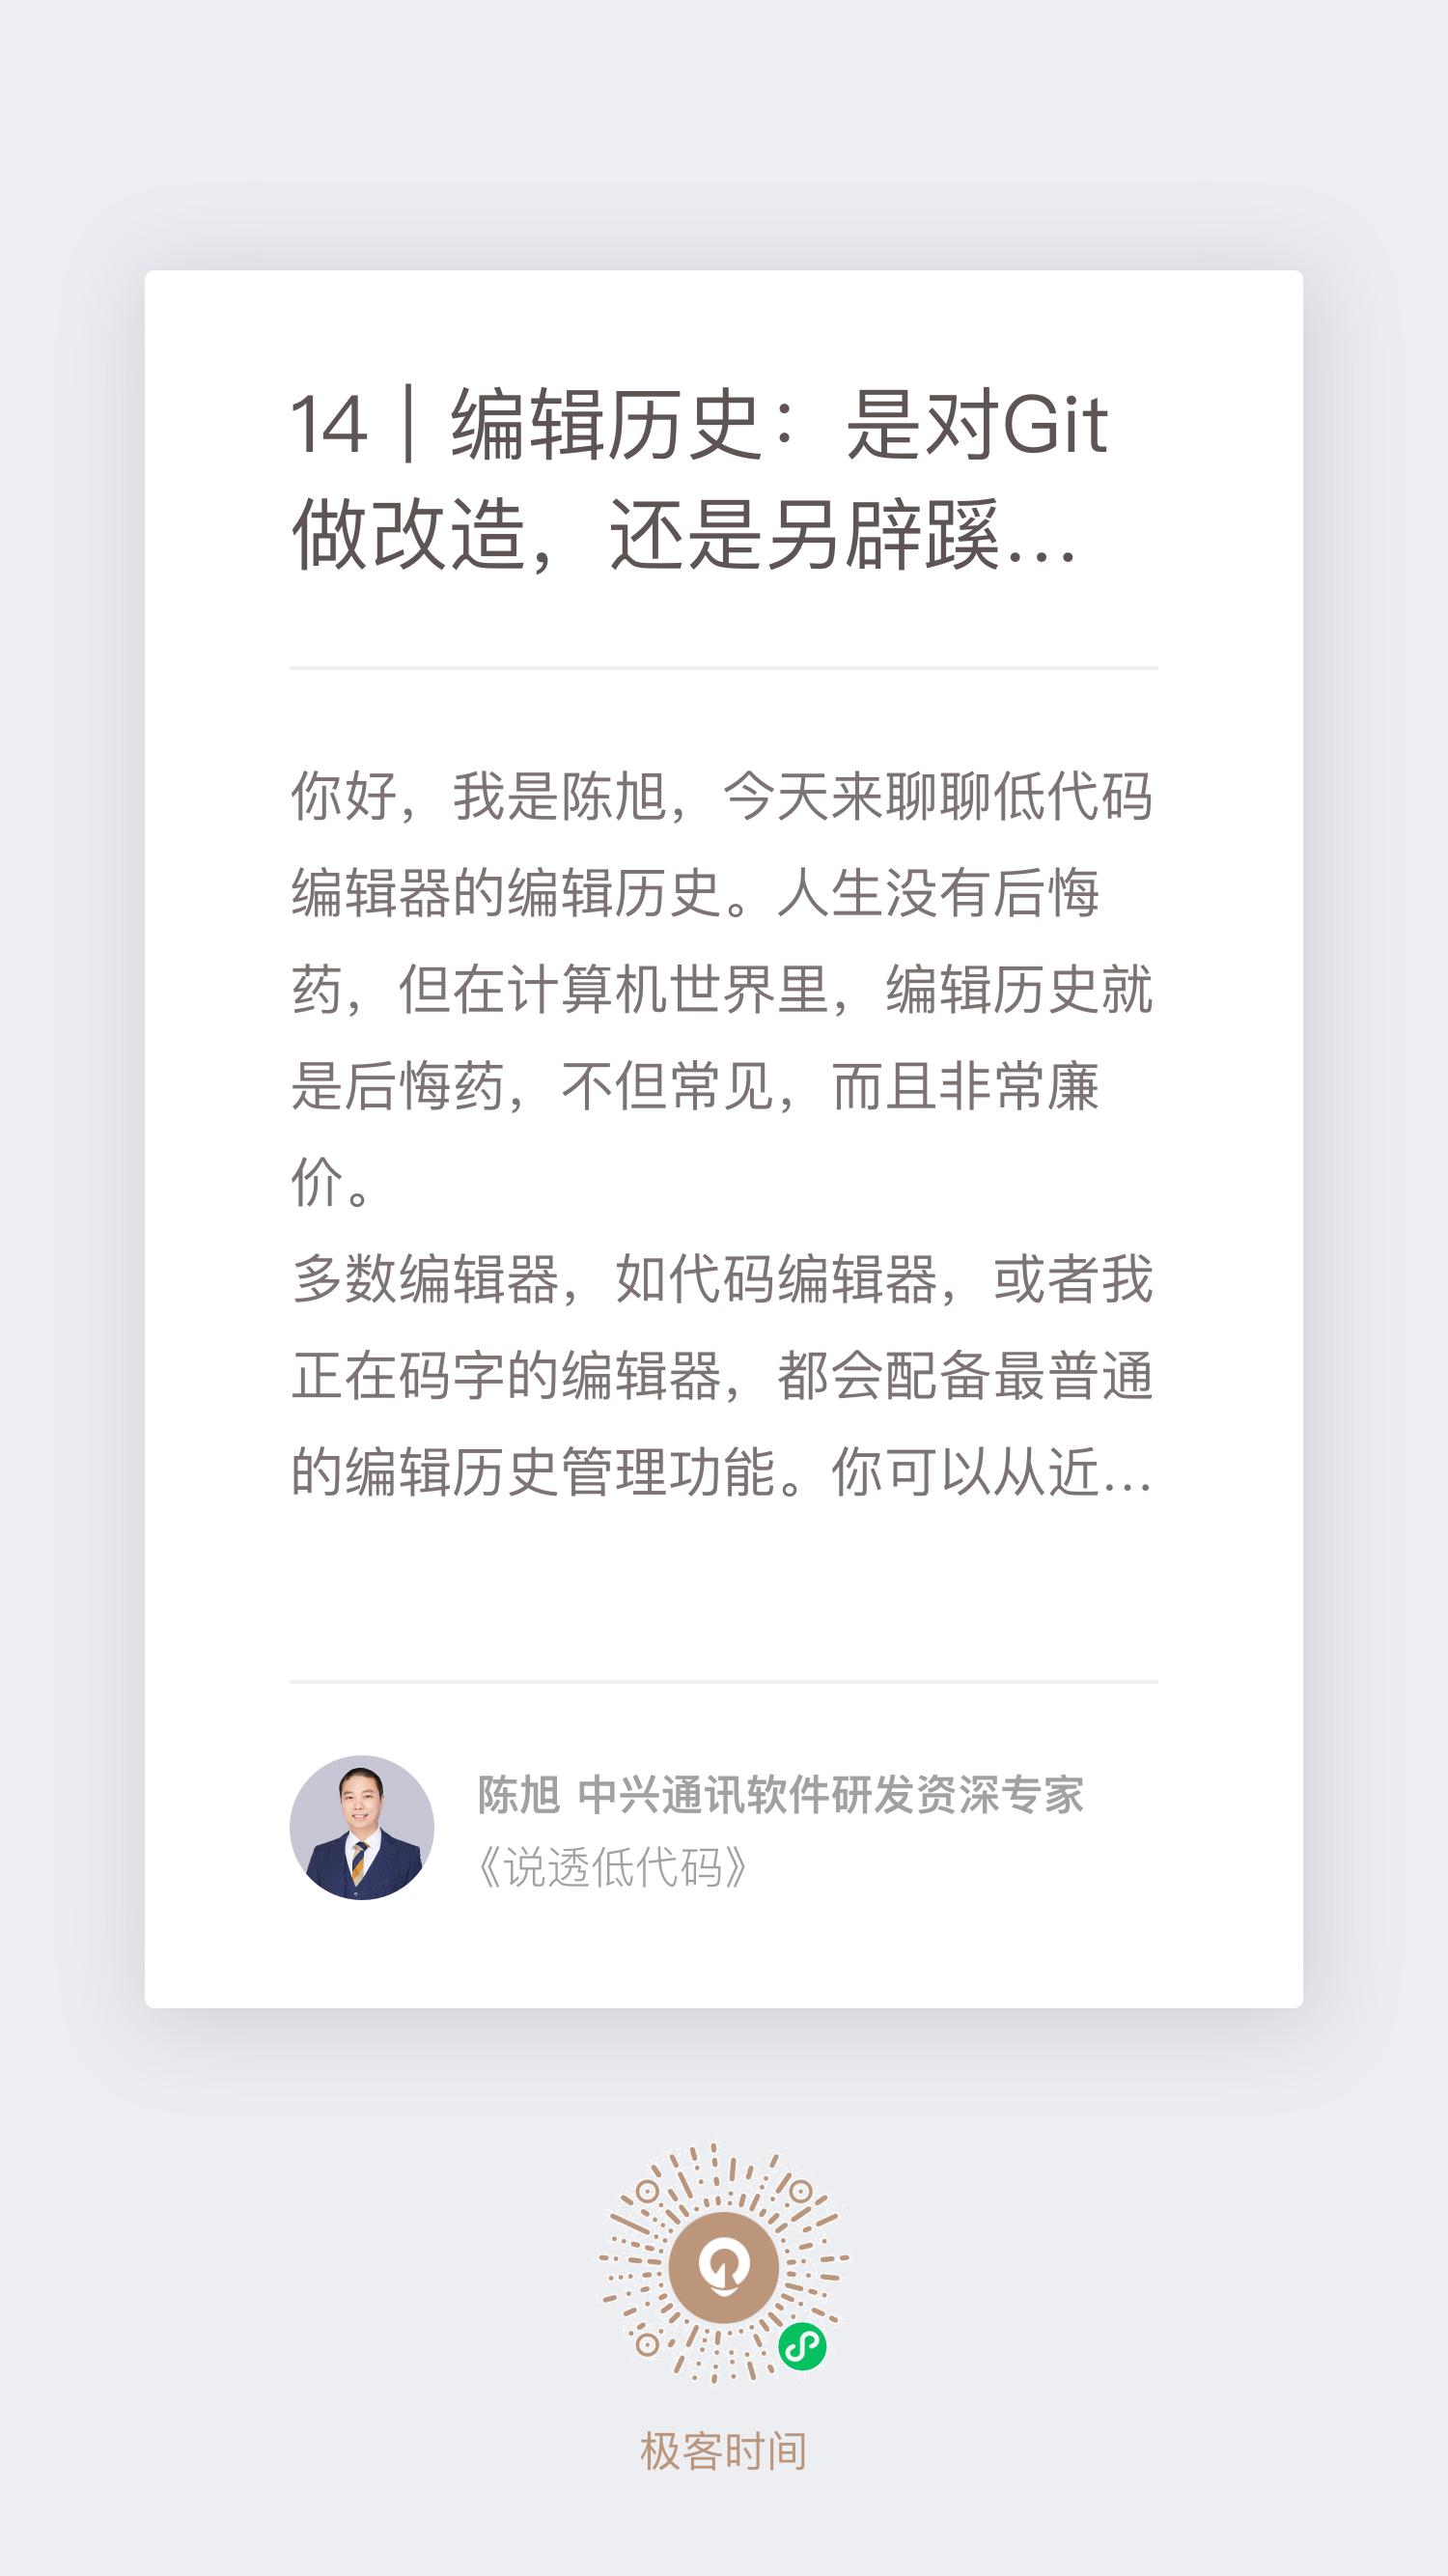 14｜编辑历史：是对Git
做改造，还是另辟蹊...
你好，我是陈旭，今天来聊聊低代码
编辑器的编辑历史。人生没有后悔
药，但在计算机世界里，编辑历史就
是后悔药，不但常见，而且非常廉
价。
多数编辑器，如代码编辑器，或者我
正在码字的编辑器，都会配备最普通
的编辑历史管理功能。你可以从近...
陈旭 中兴通讯软件研发资深专家
《说透低代码》
极客时间